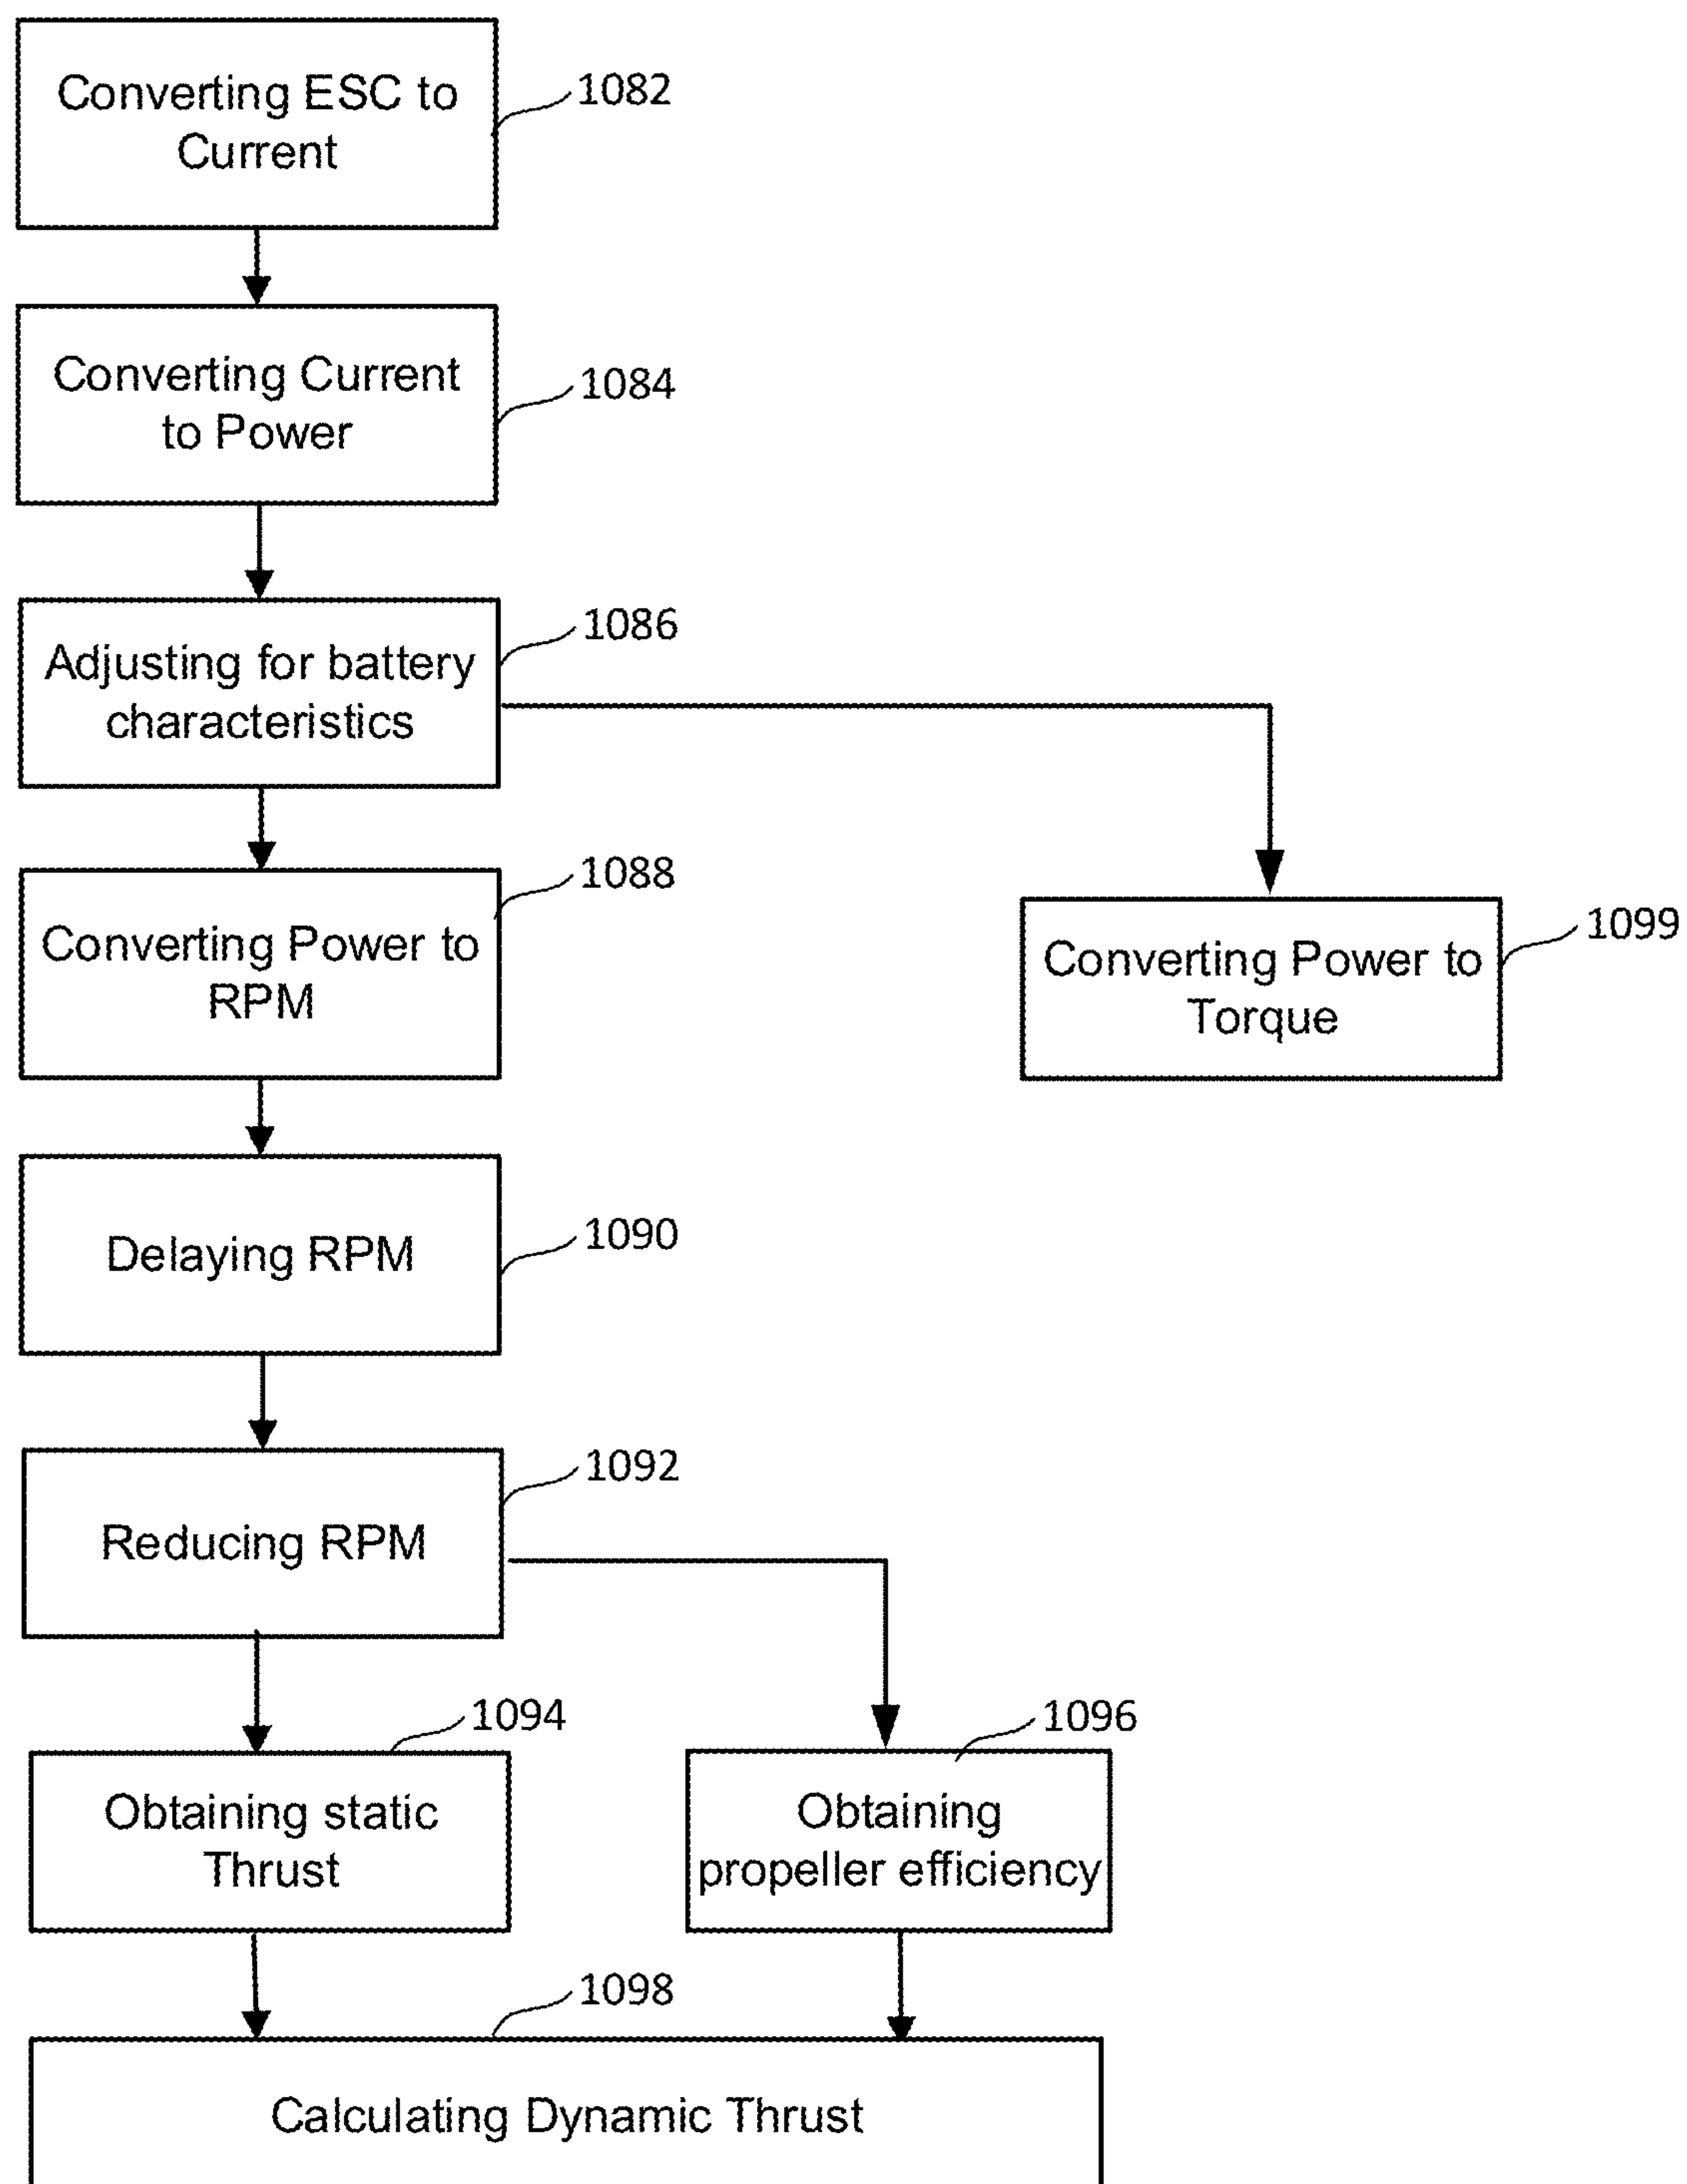 Converting ESC to
Current
1082
Converting Current
to Power
1084
Adjusting for battery
characteristics
1086
Converting Power to
RPM
1088
Converting Power to
Torque
1099
Delaying RPM
1090
Reducing RPM
1092
Obtaining static
Thrust
1094
Obtaining
propeller efficiency
1096
Calculating Dynamic Thrust
1098